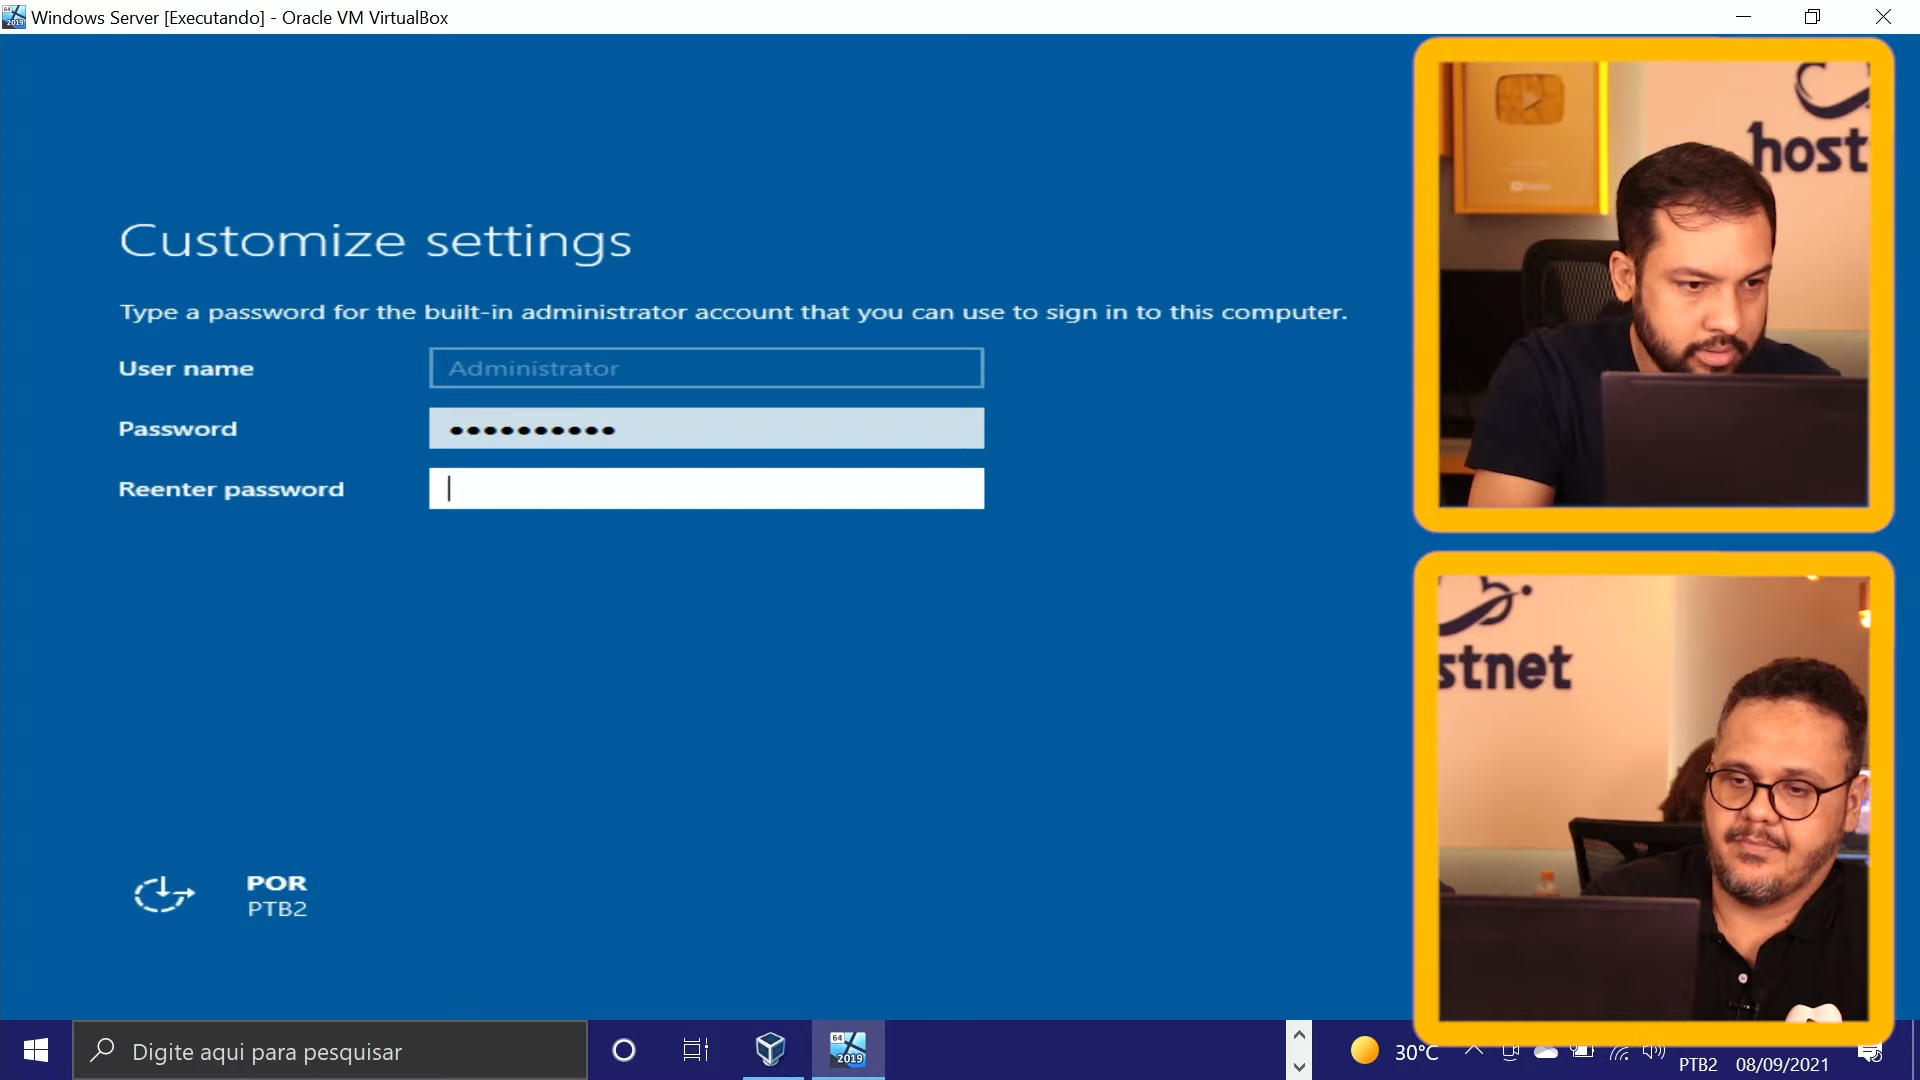 Windows Server [Executando] - Oracle VM VirtualBox
Customize settings
Type a password for the built-in administrator account that you can use to sign in to this computer.
User name
Administrator
Password
Reenter password
POR
PTB2
host
stnet
64
2019
Digite aqui para pesquisar
30°C
PTB2
08/09/2021